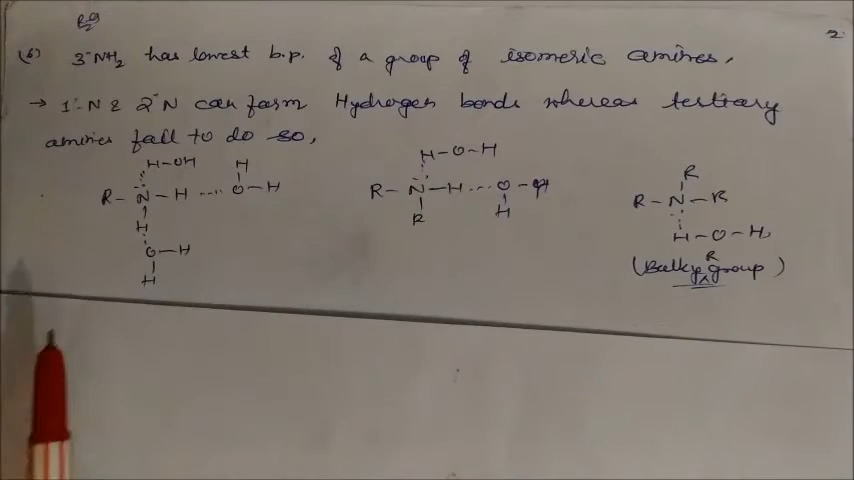 2
(b) 3°NH2 has lowest b.p. of a group of isomeric amines.
→ 1°-N & 2°N can form Hydrogen bonds whereas tertiary
amines fail to do so,
H-OH H
R- N - H .... O - H
H
O - H
H
H - O - H
R - N - H .... O - H
R H
R
R - N - R
H - O - H,
R
(Bulky group)